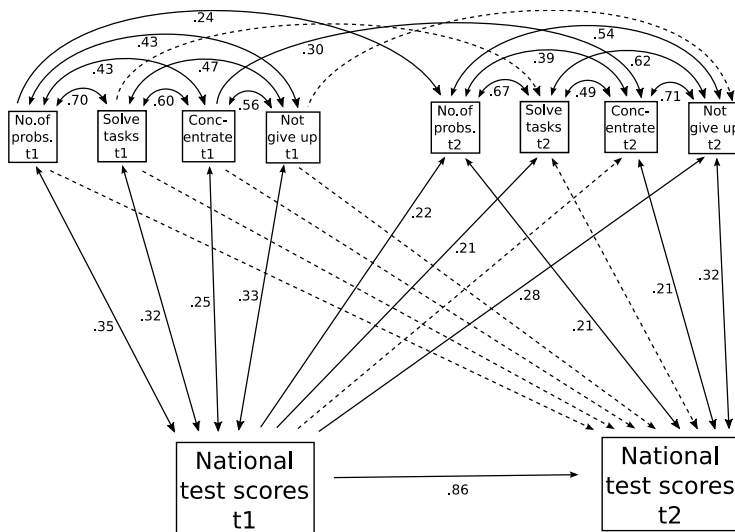 .24
.43
.30
.54
.43
.47
.39
.62
.70
.60
.56
.67
.49
.71
No.of
probs.
t1
Solve
tasks
t1
Conc-
entrate
t1
Not
give up
t1
No.of
probs.
t2
Solve
tasks
t2
Conc-
entrate
t2
Not
give up
t2
.22
.21
.35
.32
.25
.33
.28
.21
.21
.32
National
test scores
t1
.86
National
test scores
t2